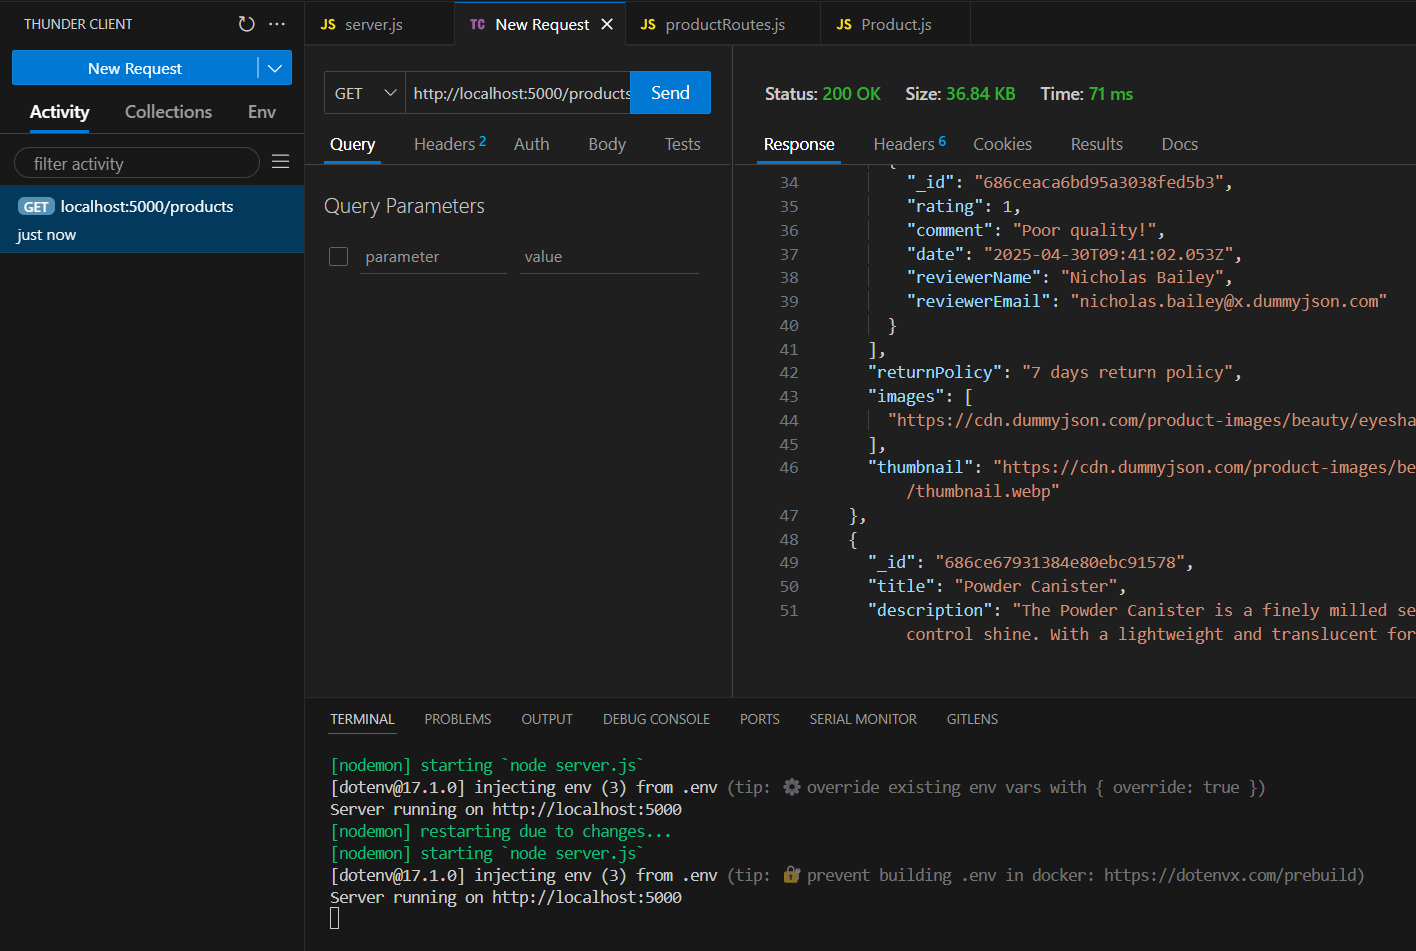 THUNDER CLIENT
New Request
Activity Collections Env
filter activity
GET localhost:5000/products
just now
JS server.js TC New Request JS productRoutes.js JS Product.js
GET http://localhost:5000/products Send
Query Headers 2 Auth Body Tests
Query Parameters
parameter value
Status: 200 OK Size: 36.84 KB Time: 71 ms
Response Headers 6 Cookies Results Docs
34 "_id": "686ceaca6bd95a3038fed5b3",
35 "rating": 1,
36 "comment": "Poor quality!",
37 "date": "2025-04-30T09:41:02.053Z",
38 "reviewerName": "Nicholas Bailey",
39 "reviewerEmail": "nicholas.bailey@x.dummyjson.com"
40 }
41 ],
42 "returnPolicy": "7 days return policy",
43 "images": [
44 "https://cdn.dummyjson.com/product-images/beauty/eyesha
45 ],
46 "thumbnail": "https://cdn.dummyjson.com/product-images/be
/thumbnail.webp"
47 },
48 {
49 "_id": "686ce67931384e80ebc91578",
50 "title": "Powder Canister",
51 "description": "The Powder Canister is a finely milled se
control shine. With a lightweight and translucent for
TERMINAL PROBLEMS OUTPUT DEBUG CONSOLE PORTS SERIAL MONITOR GITLENS
[nodemon] starting `node server.js`
[dotenv@17.1.0] injecting env (3) from .env (tip: ⚙️ override existing env vars with { override: true })
Server running on http://localhost:5000
[nodemon] restarting due to changes...
[nodemon] starting `node server.js`
[dotenv@17.1.0] injecting env (3) from .env (tip: 🔐 prevent building .env in docker: https://dotenvx.com/prebuild)
Server running on http://localhost:5000